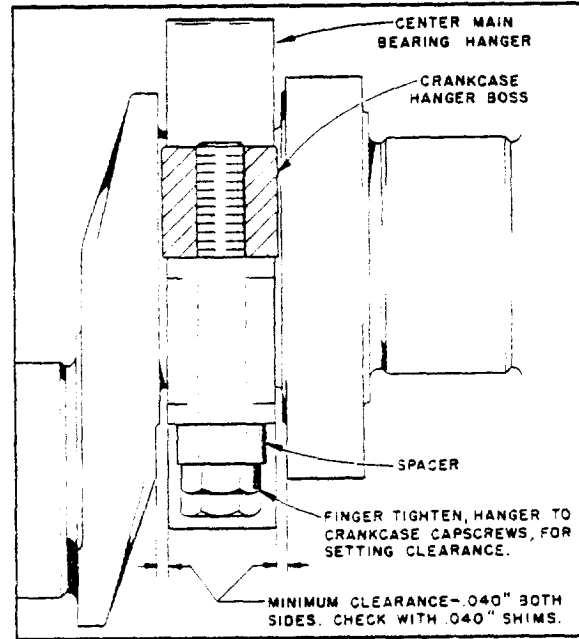 CENTER MAIN
BEARING HANGER
CRANKCASE
HANGER BOSS
SPACER
FINGER TIGHTEN, HANGER TO
CRANKCASE CAPSCREWS, FOR
SETTING CLEARANCE.
MINIMUM CLEARANCE-.040" BOTH
SIDES. CHECK WITH .040" SHIMS.